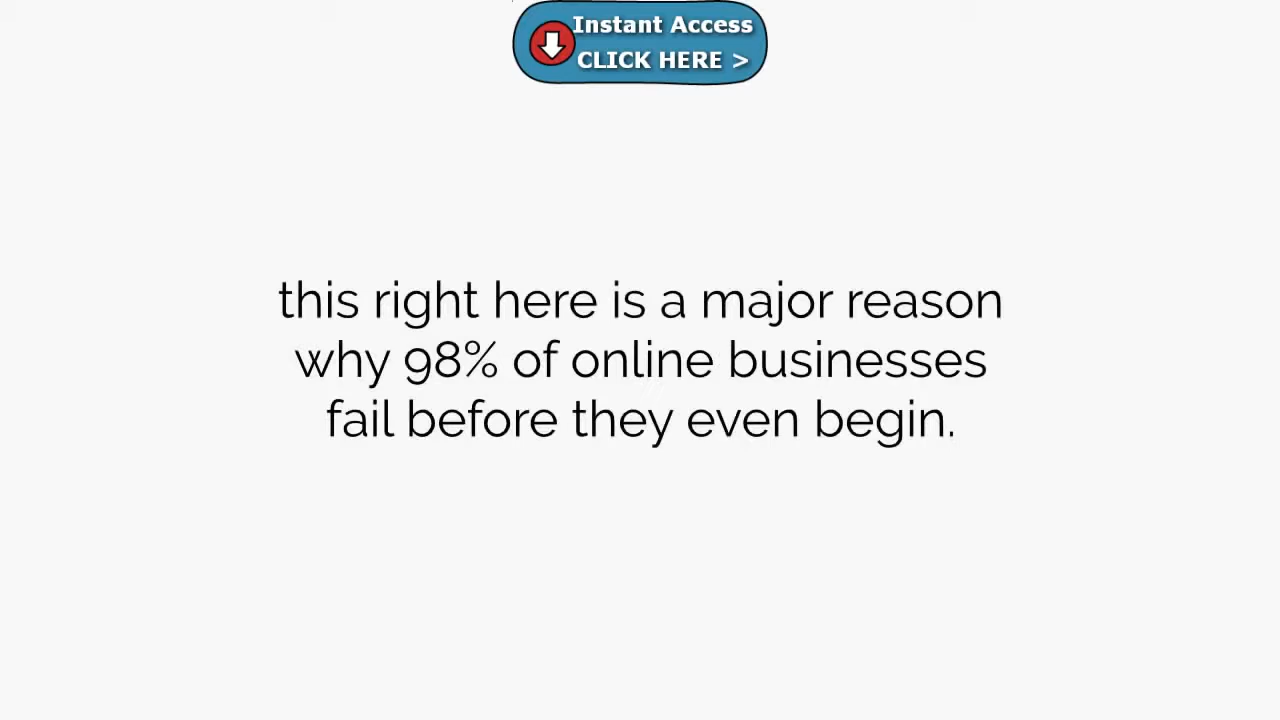 Instant Access
CLICK HERE >
this right here is a major reason
why 98% of online businesses
fail before they even begin.